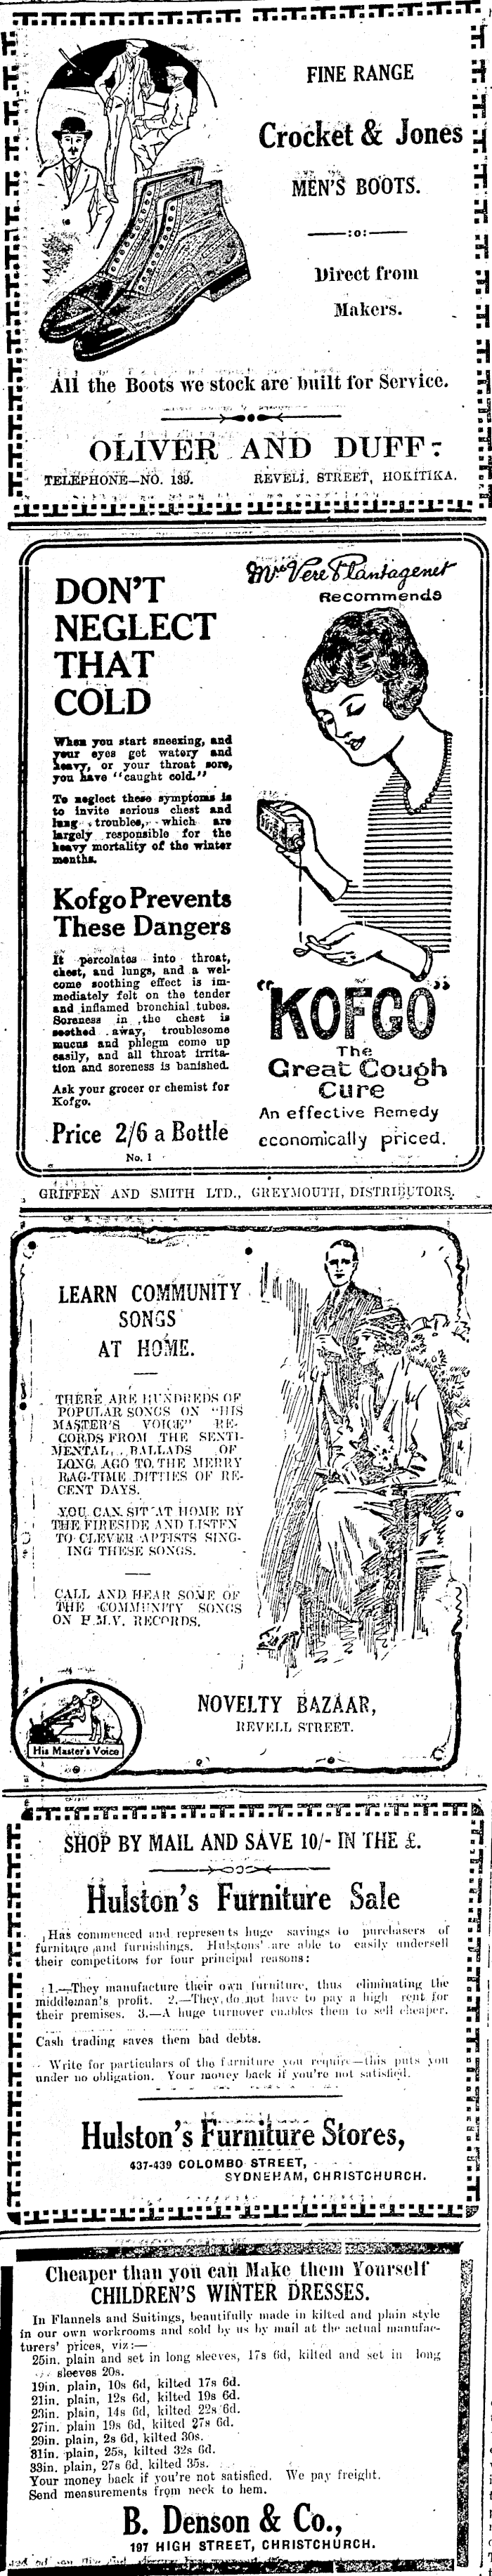 FINE RANGE
Crocket & Jones
MEN'S BOOTS.
:o:
Direct from
Makers.
All the Boots we stock are built for Service.
OLIVER AND DUFF:
TELEPHONE—NO. 139. REVELL STREET, HOKITIKA.
DON'T
NEGLECT
THAT
COLD
When you start sneezing, and
your eyes get watery and
heavy, or your throat sore,
you have "caught cold."
To neglect these symptoms is
to invite serious chest and
lung troubles, which are
largely responsible for the
heavy mortality of the winter
months.
Kofgo Prevents
These Dangers
It percolates into throat,
chest, and lungs, and a wel-
come soothing effect is im-
mediately felt on the tender
and inflamed bronchial tubes.
Soreness in the chest is
soothed away, troublesome
mucus and phlegm come up
easily, and all throat irrita-
tion and soreness is banished.
Ask your grocer or chemist for
Kofgo.
Price 2/6 a Bottle
No. 1
Mrs Vere Plantagenet
Recommends
"KOFGO"
The
Great Cough
Cure
An effective Remedy
economically priced.
GRIFFEN AND SMITH LTD., GREYMOUTH, DISTRIBUTORS.
LEARN COMMUNITY
SONGS
AT HOME.
THERE ARE HUNDREDS OF
POPULAR SONGS ON "HIS
MASTER'S VOICE" RE-
CORDS FROM THE SENTI-
MENTAL BALLADS OF
LONG AGO TO THE MERRY
RAG-TIME DITTIES OF RE-
CENT DAYS.
YOU CAN SIT AT HOME BY
THE FIRESIDE AND LISTEN
TO CLEVER ARTISTS SING-
ING THESE SONGS.
CALL AND HEAR SOME OF
THE COMMUNITY SONGS
ON H.M.V. RECORDS.
NOVELTY BAZAAR,
REVELL STREET.
His Master's Voice
SHOP BY MAIL AND SAVE 10/- IN THE £.
Hulston's Furniture Sale
Has commenced and represents huge savings to purchasers of
furniture and furnishings. Hulstons' are able to easily undersell
their competitors for four principal reasons:
1.—They manufacture their own furniture, thus eliminating the
middleman's profit. 2.—They do not have to pay a high rent for
their premises. 3.—A huge turnover enables them to sell cheaper.
Cash trading saves them bad debts.
Write for particulars of the furniture you require—this puts you
under no obligation. Your money back if you're not satisfied.
Hulston's Furniture Stores,
437-439 COLOMBO STREET,
SYDNEHAM, CHRISTCHURCH.
Cheaper than you can Make them Yourself
CHILDREN'S WINTER DRESSES.
In Flannels and Suitings, beautifully made in kilted and plain style
in our own workrooms and sold by us by mail at the actual manufac-
turers' prices, viz:—
25in. plain and set in long sleeves, 17s 6d, kilted and set in long
sleeves 20s.
19in. plain, 10s 6d, kilted 17s 6d.
21in. plain, 12s 6d, kilted 19s 6d.
23in. plain, 14s 6d, kilted 22s 6d.
27in. plain 19s 6d, kilted 27s 6d.
29in. plain, 2s 6d, kilted 30s.
31in. plain, 25s, kilted 32s 6d.
33in. plain, 27s 6d. kilted 35s.
Your money back if you're not satisfied. We pay freight.
Send measurements from neck to hem.
B. Denson & Co.,
197 HIGH STREET, CHRISTCHURCH.